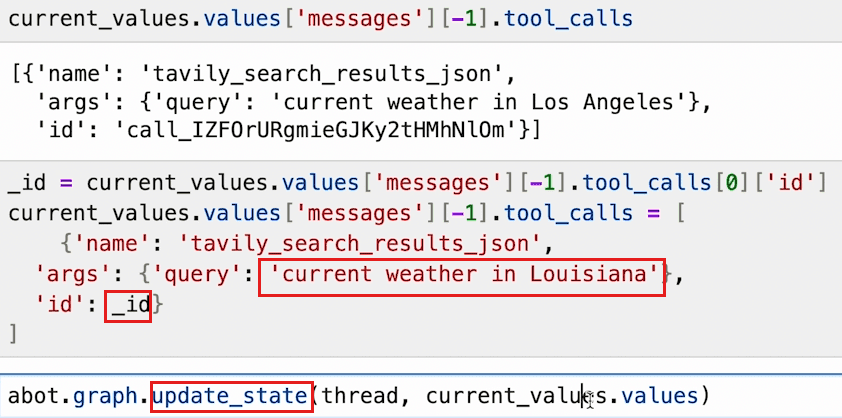 current_values.values['messages'][-1].tool_calls
[{'name': 'tavily_search_results_json',
'args': {'query': 'current weather in Los Angeles'},
'id': 'call_IZFOrURgmieGJKy2tHMhNlOm'}]
_id = current_values.values['messages'][-1].tool_calls[0]['id']
current_values.values['messages'][-1].tool_calls = [
{'name': 'tavily_search_results_json',
'args': {'query': 'current weather in Louisiana'},
'id': _id}
]
abot.graph.update_state(thread, current_values.values)